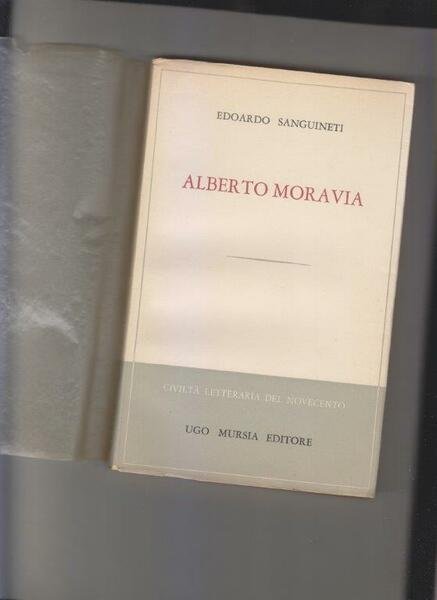 EDOARDO SANGUINETI
ALBERTO MORAVIA
CIVILTÀ LETTERARIA DEL NOVECENTO
UGO MURSIA EDITORE